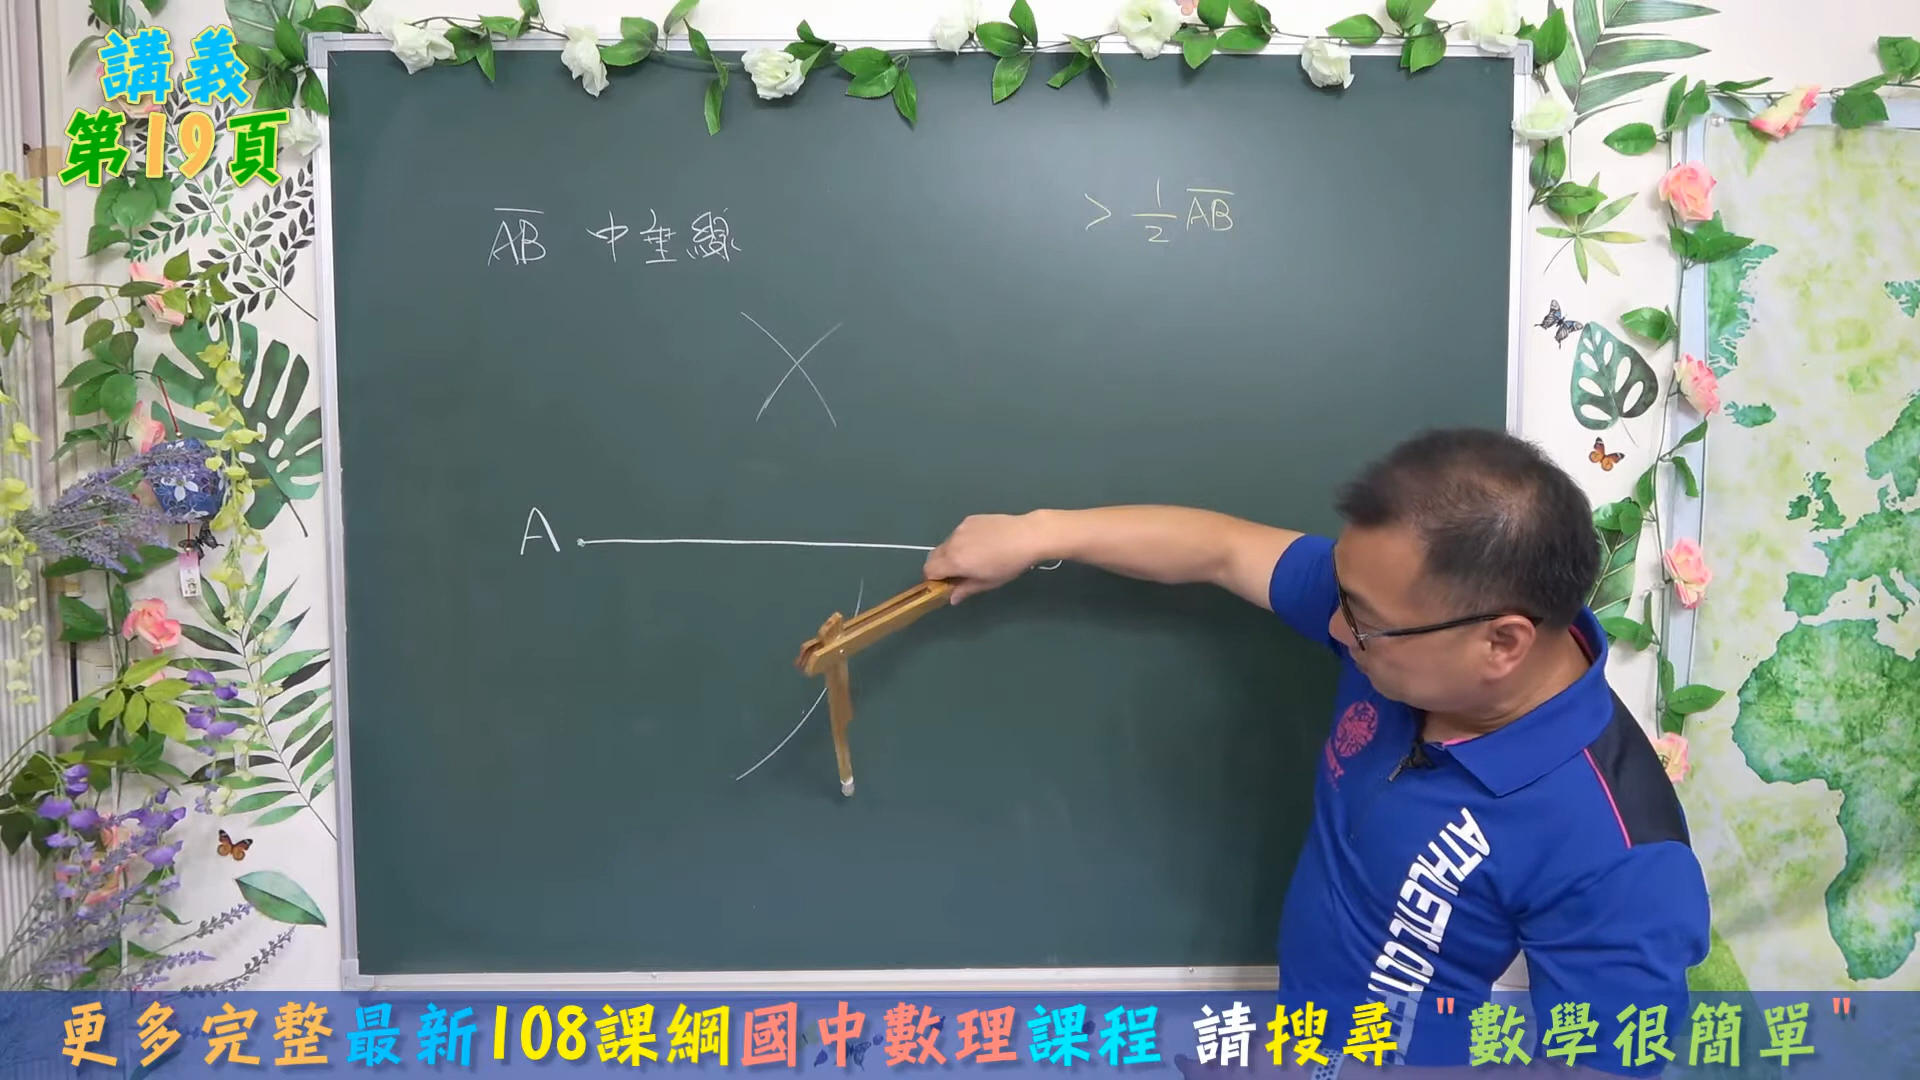 講義
第19頁
AB 中垂線
> 1/2 AB
A
ATHLETIC
更多完整最新108課綱國中數理課程 請搜尋 "數學很簡單"